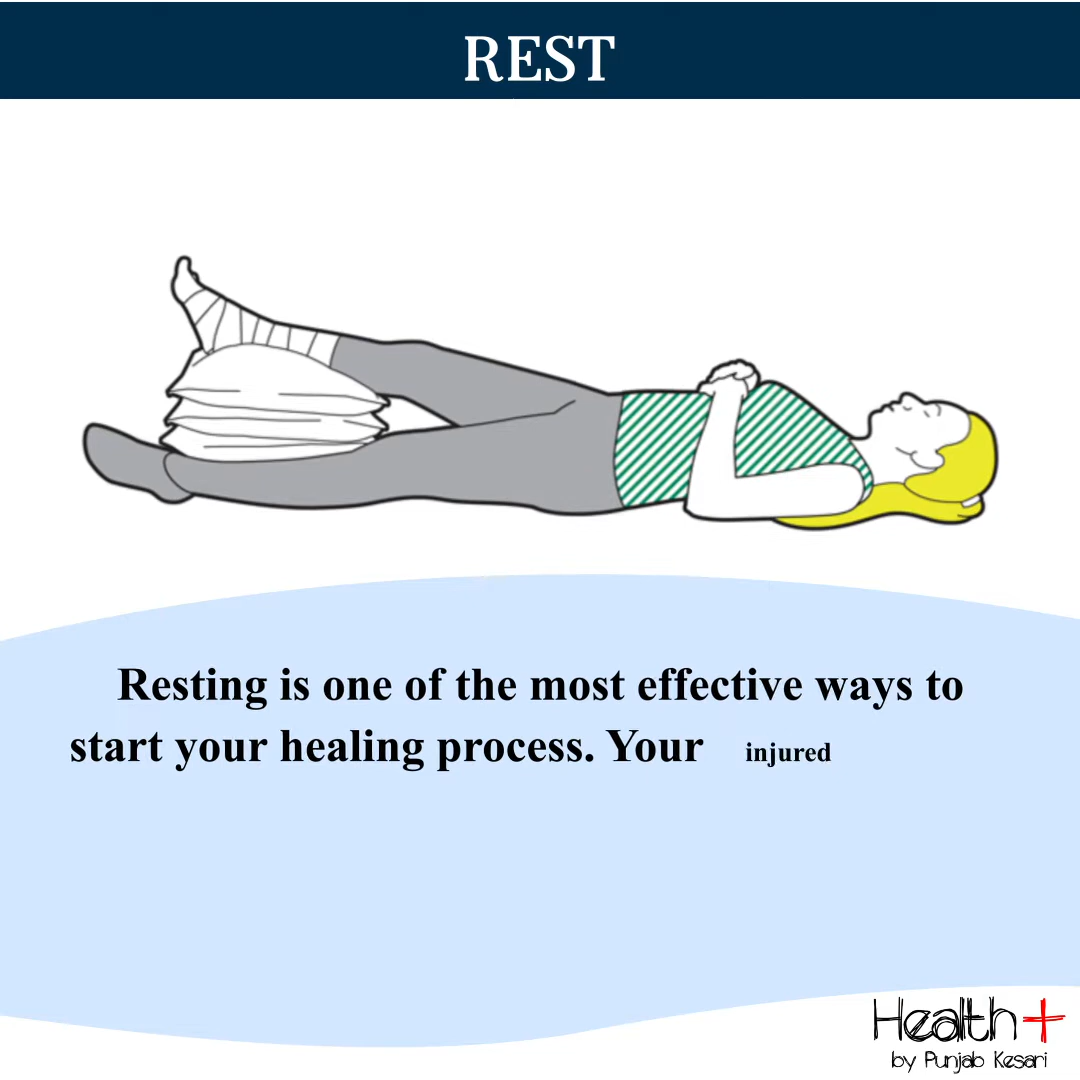 REST
Resting is one of the most effective ways to
start your healing process. Your injured
Health+
by Punjab Kesari